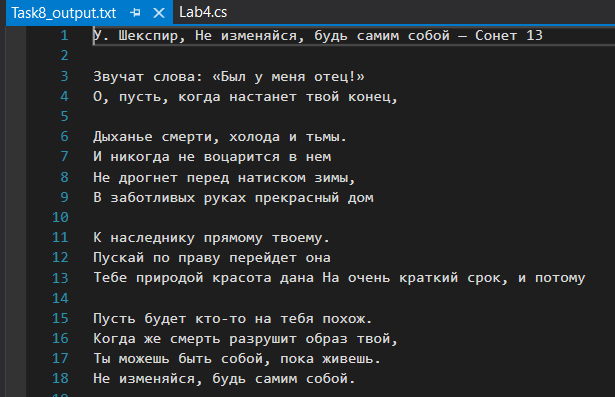 Task8_output.txt Lab4.cs
1 У. Шекспир, Не изменяйся, будь самим собой — Сонет 13
2
3 Звучат слова: «Был у меня отец!»
4 О, пусть, когда настанет твой конец,
5
6 Дыханье смерти, холода и тьмы.
7 И никогда не воцарится в нем
8 Не дрогнет перед натиском зимы,
9 В заботливых руках прекрасный дом
10
11 К наследнику прямому твоему.
12 Пускай по праву перейдет она
13 Тебе природой красота дана На очень краткий срок, и потому
14
15 Пусть будет кто-то на тебя похож.
16 Когда же смерть разрушит образ твой,
17 Ты можешь быть собой, пока живешь.
18 Не изменяйся, будь самим собой.